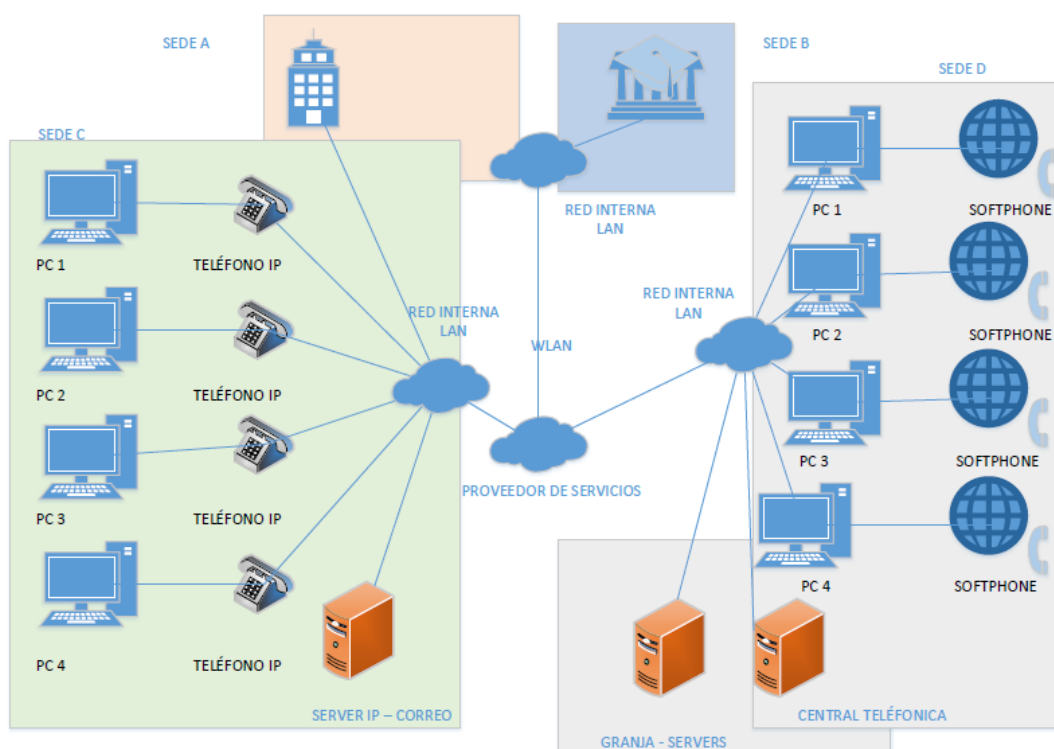 SEDE A
SEDE B
SEDE D
SEDE C
PC 1
TELÉFONO IP
RED INTERNA
LAN
PC 1
SOFTPHONE
PC 2
TELÉFONO IP
RED INTERNA
LAN
WLAN
RED INTERNA
LAN
PC 2
SOFTPHONE
PC 3
TELÉFONO IP
PROVEEDOR DE SERVICIOS
PC 3
SOFTPHONE
PC 4
TELÉFONO IP
PC 4
SOFTPHONE
SERVER IP – CORREO
CENTRAL TELÉFONICA
GRANJA - SERVERS